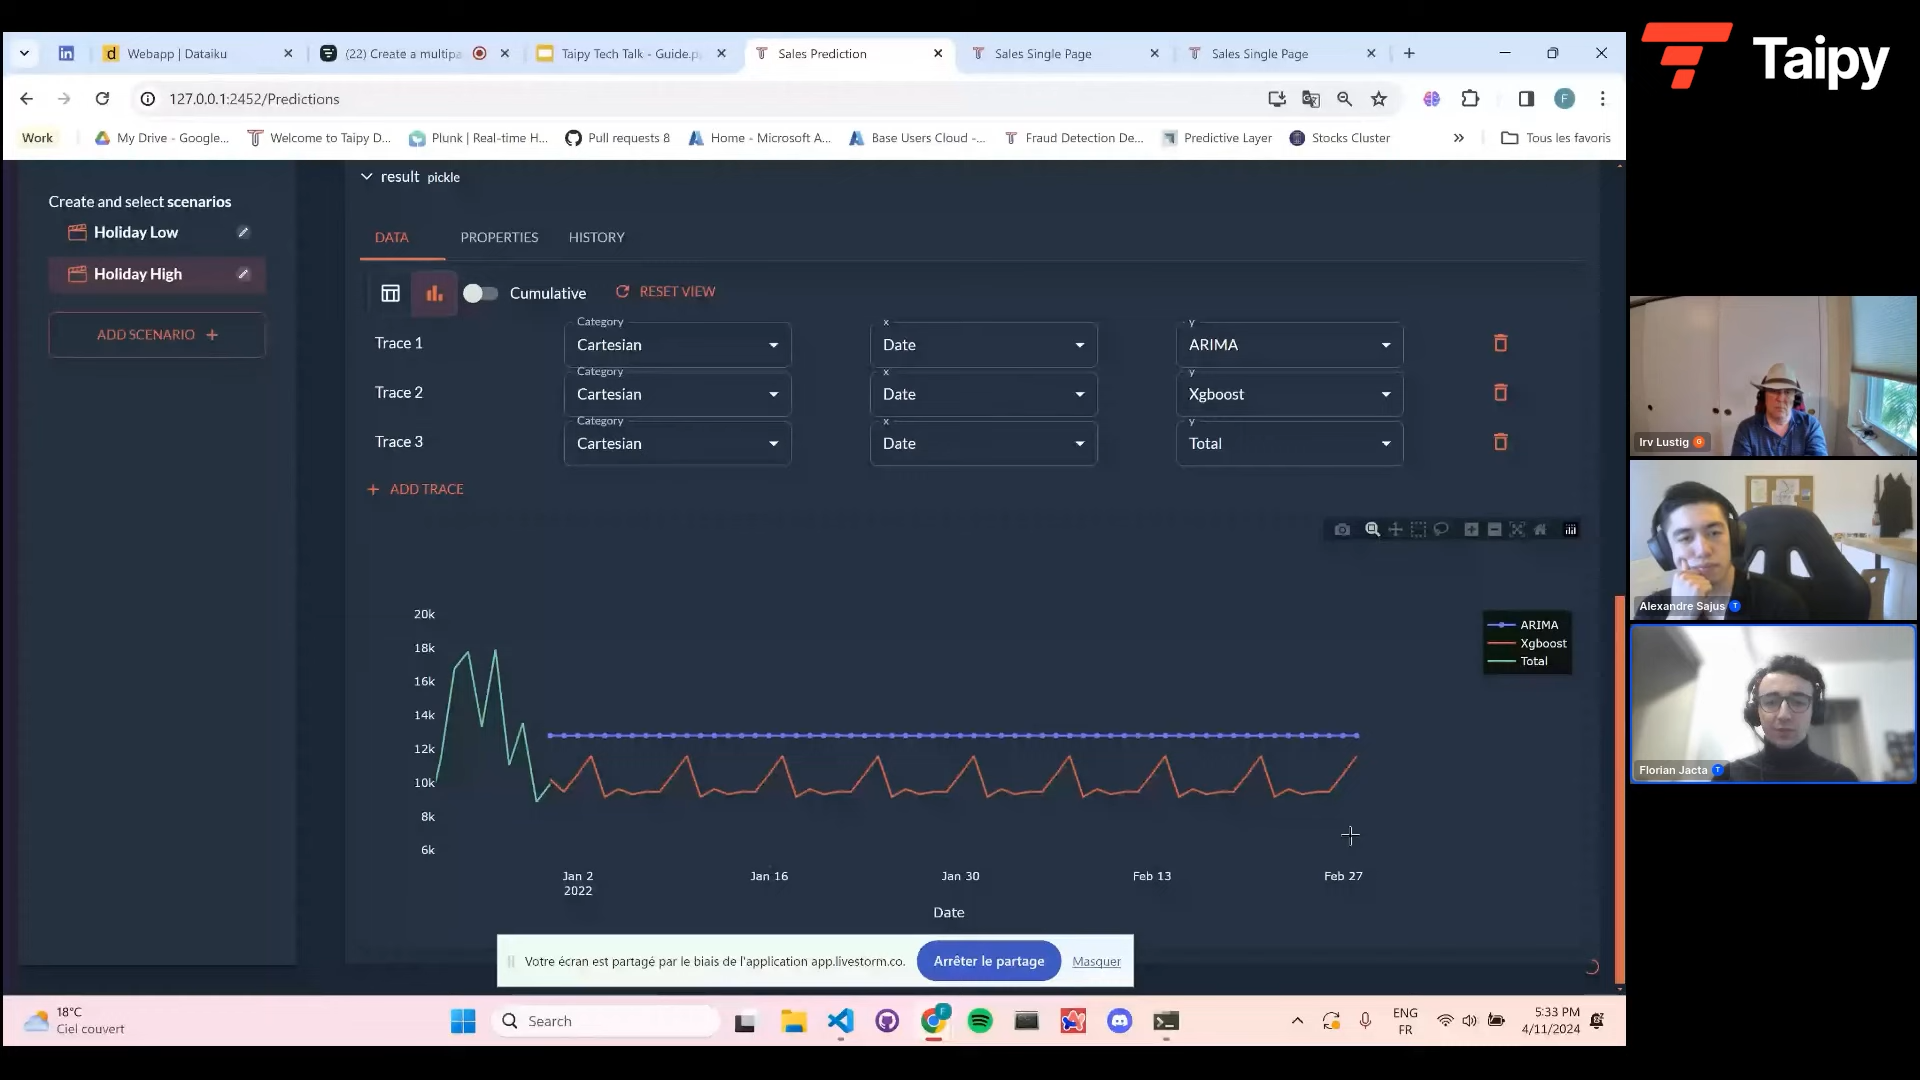 Webapp | Dataiku
(22) Create a multipa
Taipy Tech Talk - Guide.p
Sales Prediction
Sales Single Page
Sales Single Page
Taipy
127.0.0.1:2452/Predictions
F
Work
My Drive - Google...
Welcome to Taipy D...
Plunk | Real-time H...
Pull requests 8
Home - Microsoft A...
Base Users Cloud -...
Fraud Detection De...
Predictive Layer
Stocks Cluster
Tous les favoris
Create and select scenarios
Holiday Low
Holiday High
ADD SCENARIO +
result pickle
DATA
PROPERTIES
HISTORY
Cumulative
RESET VIEW
Trace 1
Category
Cartesian
x
Date
y
ARIMA
Trace 2
Category
Cartesian
x
Date
y
Xgboost
Trace 3
Category
Cartesian
x
Date
y
Total
+ ADD TRACE
20k
18k
16k
14k
12k
10k
8k
6k
ARIMA
Xgboost
Total
Jan 2
2022
Jan 16
Jan 30
Feb 13
Feb 27
Date
Votre écran est partagé par le biais de l'application app.livestorm.co.
Arrêter le partage
Masquer
18°C
Ciel couvert
Search
ENG
FR
5:33 PM
4/11/2024
Irv Lustig
Alexandre Sajus
Florian Jacta